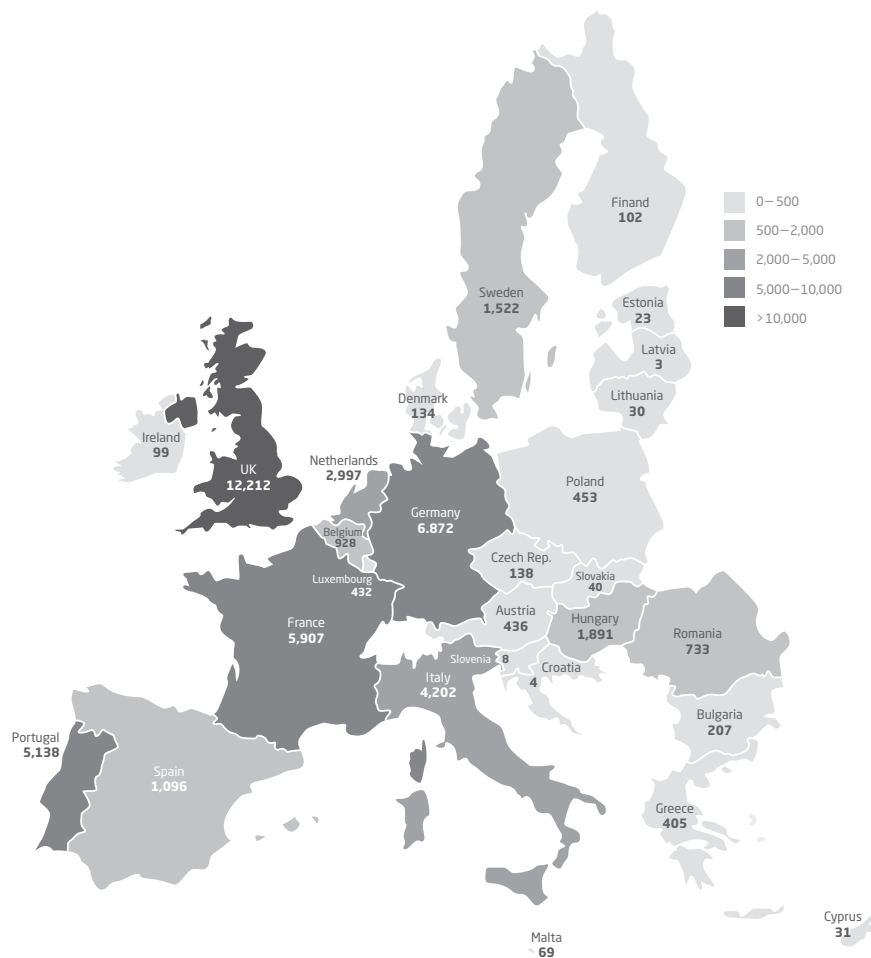 Finand
102
0–500
500–2,000
2,000–5,000
5,000–10,000
>10,000
Sweden
1,522
Estonia
23
Latvia
3
Lithuania
30
Denmark
134
Ireland
99
UK
12,212
Netherlands
2,997
Germany
6.872
Poland
453
Belgium
928
Czech Rep.
138
Luxembourg
432
Slovakia
40
Austria
436
Hungary
1,891
France
5,907
Romania
733
Slovenia 8
Croatia
4
Italy
4,202
Bulgaria
207
Portugal
5,138
Spain
1,096
Greece
405
Cyprus
31
Malta
69